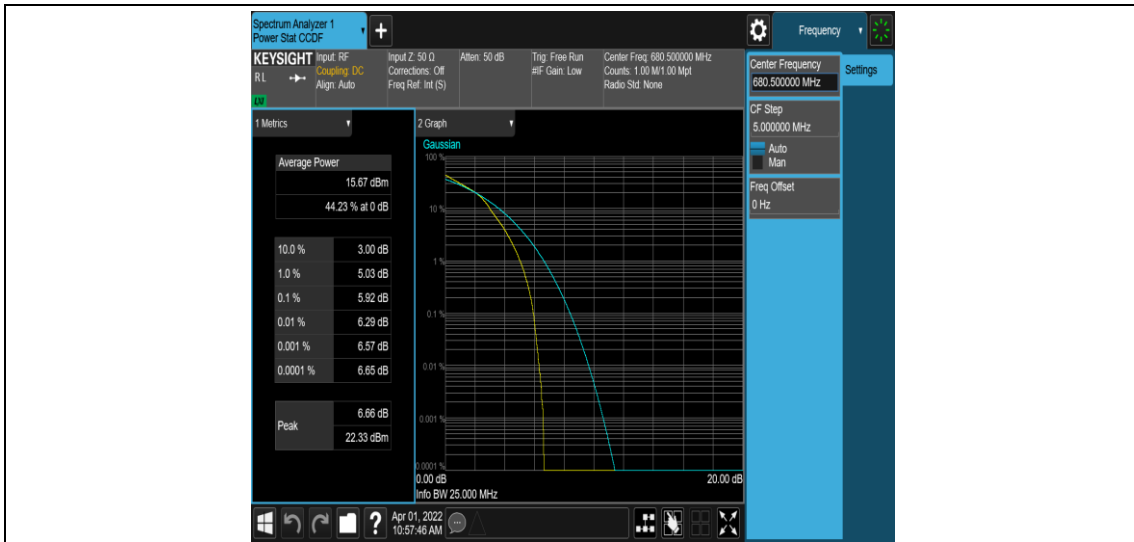 Spectrum Analyzer 1
Power Stat CCDF
+
Frequency
KEYSIGHT
RL
LXI
Input: RF
Coupling: DC
Align: Auto
Input Z: 50 Ω
Corrections: Off
Freq Ref: Int (S)
Atten: 50 dB
Trig: Free Run
#IF Gain: Low
Center Freq: 680.500000 MHz
Counts: 1.00 M/1.00 Mpt
Radio Std: None
Center Frequency
680.500000 MHz
Settings
CF Step
5.000000 MHz
Auto
Man
Freq Offset
0 Hz
1 Metrics
Average Power
15.67 dBm
44.23 % at 0 dB
10.0 % 3.00 dB
1.0 % 5.03 dB
0.1 % 5.92 dB
0.01 % 6.29 dB
0.001 % 6.57 dB
0.0001 % 6.65 dB
Peak
6.66 dB
22.33 dBm
2 Graph
Gaussian
100 %
10 %
1 %
0.1 %
0.01 %
0.001 %
0.0001 %
0.00 dB 20.00 dB
Info BW 25.000 MHz
?
Apr 01, 2022
10:57:46 AM